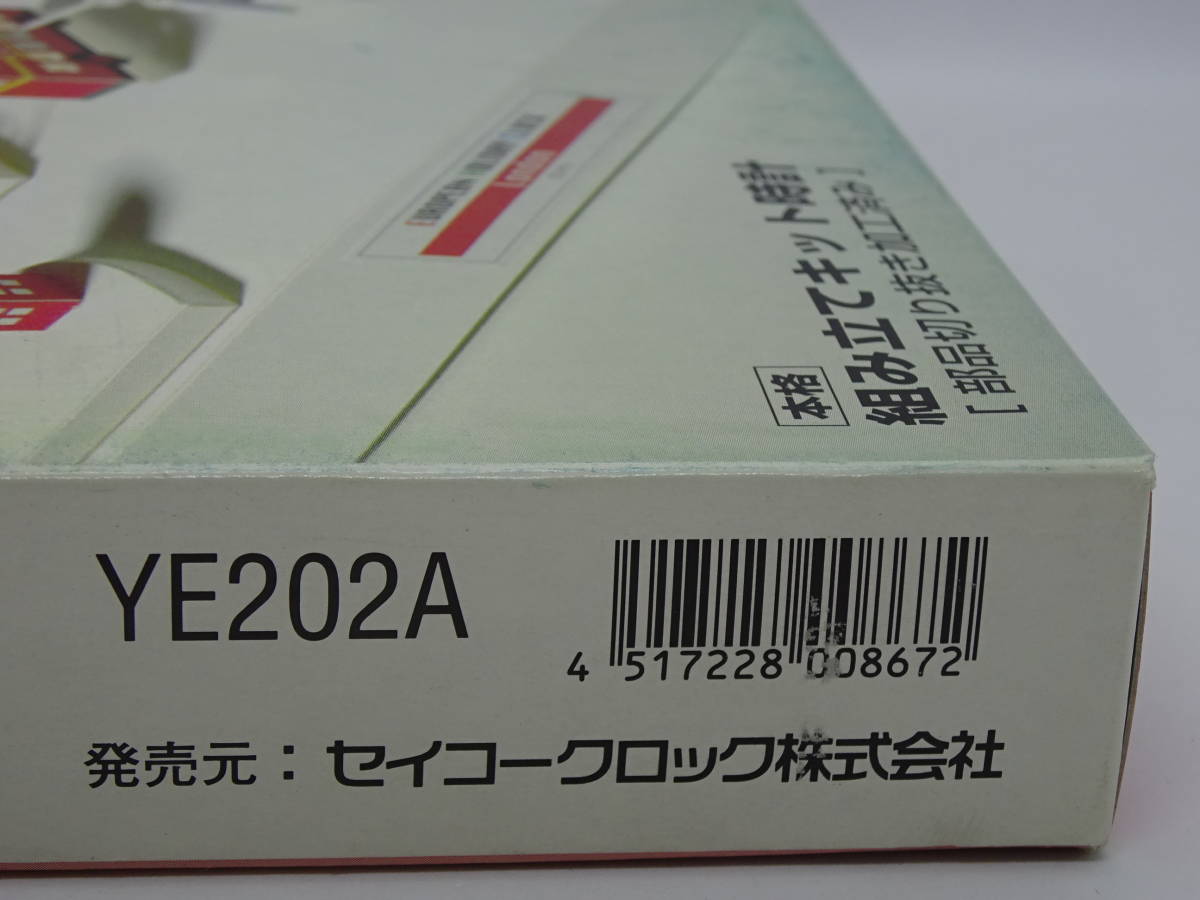 London
本格
組み立てキット時計
[ 部品切り抜き加工済み ]
YE202A
4 517228 008672
発売元：セイコークロック株式会社